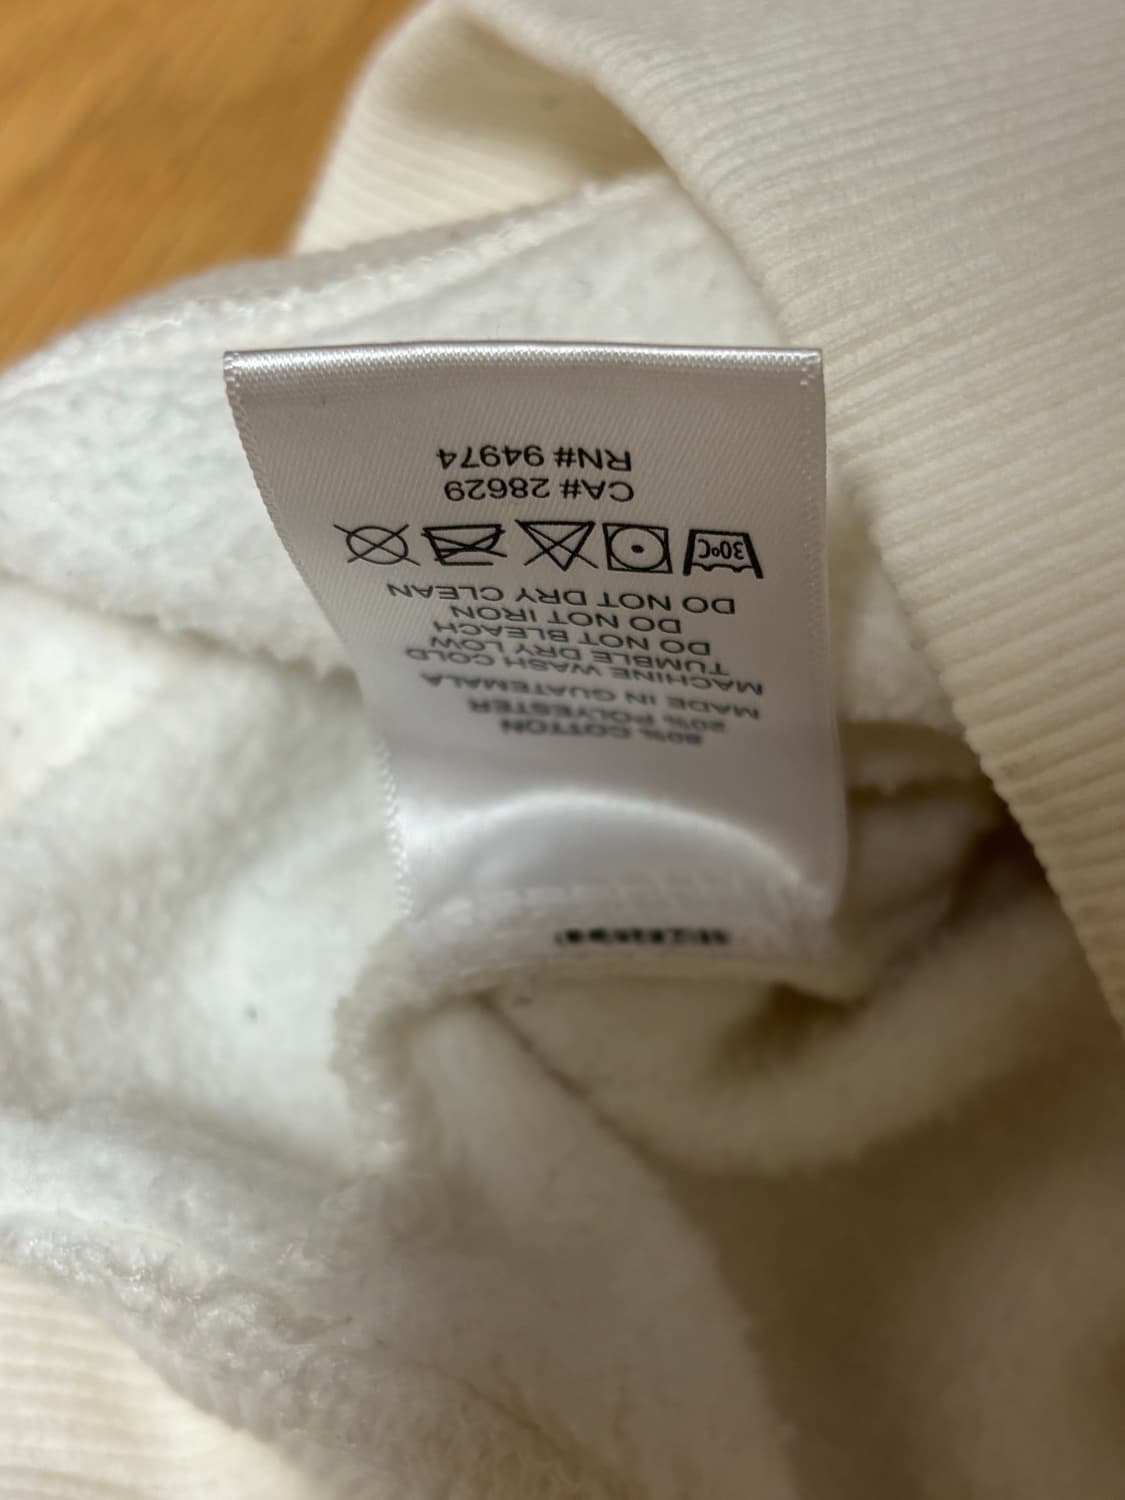 80% COTTON
20% POLYESTER
MADE IN GUATEMALA
MACHINE WASH COLD
TUMBLE DRY LOW
DO NOT BLEACH
DO NOT IRON
DO NOT DRY CLEAN
30°C
CA# 28629
RN# 94974